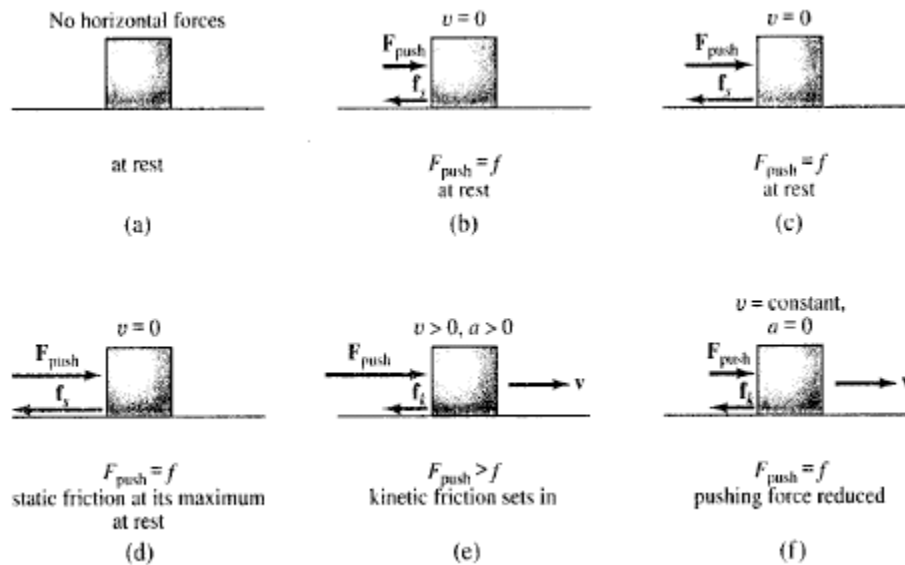 No horizontal forces
at rest
(a)
v = 0
F_push
f_s
F_push = f
at rest
(b)
v = 0
F_push
f_s
F_push = f
at rest
(c)
v = 0
F_push
f_s
F_push = f
static friction at its maximum
at rest
(d)
v > 0, a > 0
F_push
f_k
v
F_push > f
kinetic friction sets in
(e)
v = constant,
a = 0
F_push
f_k
v
F_push = f
pushing force reduced
(f)